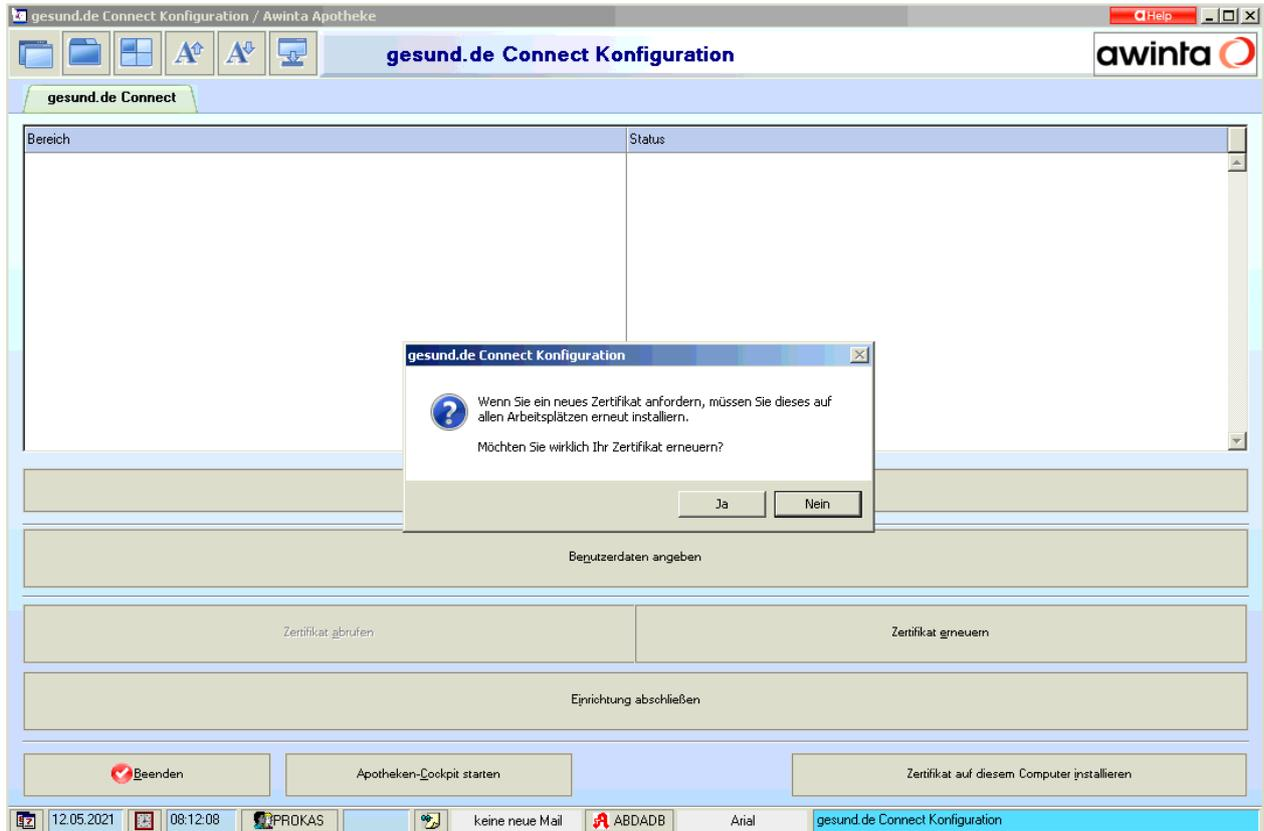 gesund.de Connect Konfiguration / Awinta Apotheke
Help
gesund.de Connect Konfiguration
awinta
gesund.de Connect
Bereich
Status
gesund.de Connect Konfiguration
Wenn Sie ein neues Zertifikat anfordern, müssen Sie dieses auf
allen Arbeitsplätzen erneut installiern.
Möchten Sie wirklich Ihr Zertifikat erneuern?
Ja
Nein
Benutzerdaten angeben
Zertifikat abrufen
Zertifikat erneuern
Einrichtung abschließen
Beenden
Apotheken-Cockpit starten
Zertifikat auf diesem Computer installieren
12.05.2021
08:12:08
PROKAS
keine neue Mail
ABDADB
Arial
gesund.de Connect Konfiguration